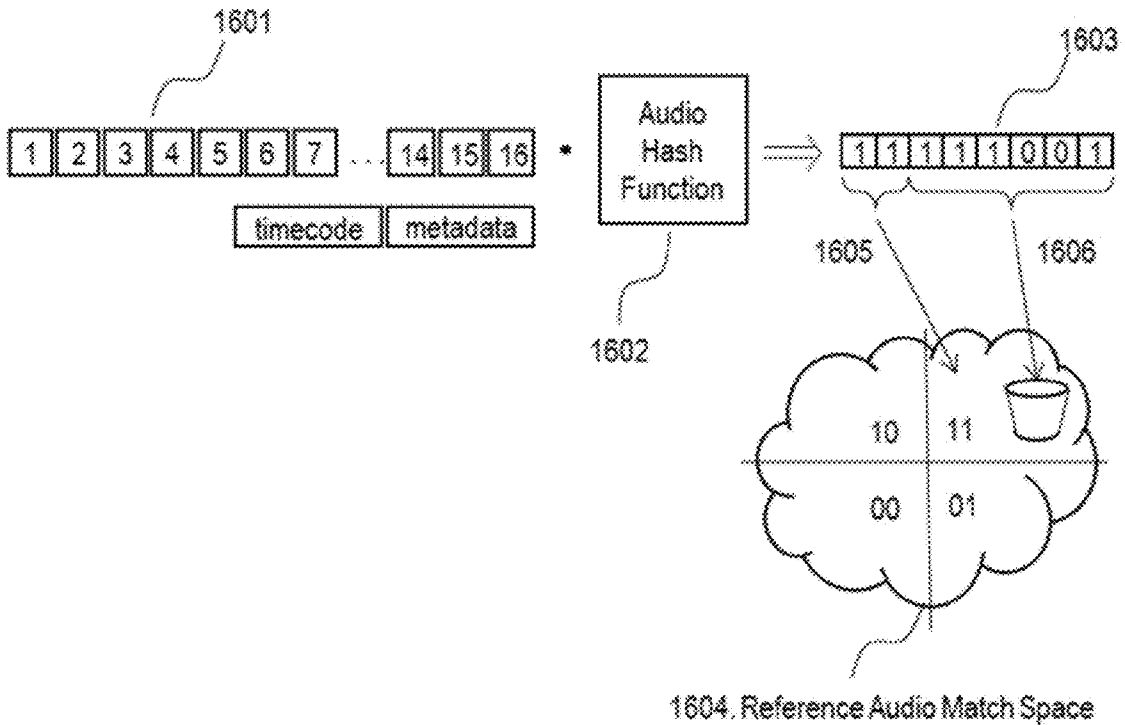 1601
1603
1 2 3 4 5 6 7 ... 14 15 16 • Audio Hash Function ⇒ 1 1 1 1 1 0 0 1
timecode metadata
1605 1606
1602
10 11
00 01
1604. Reference Audio Match Space